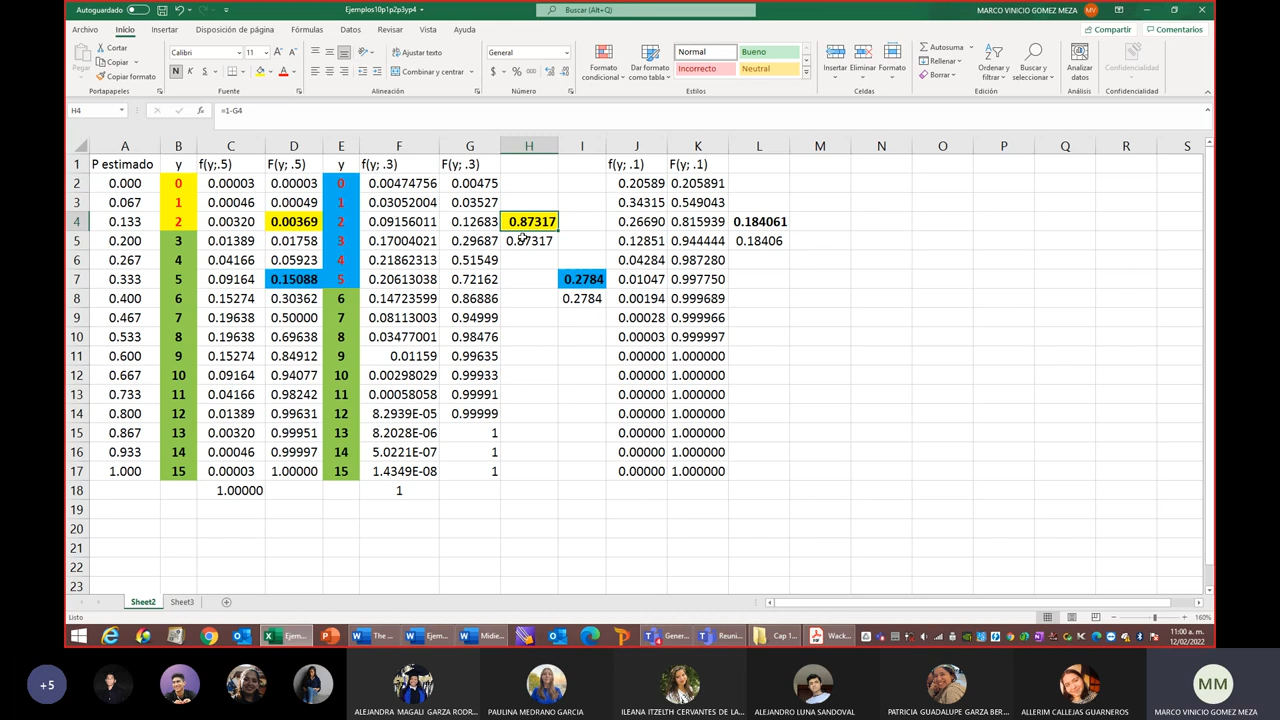 Autoguardado
Ejemplos10p1p2p3yp4
Buscar (Alt+Q)
MARCO VINICIO GOMEZ MEZA
MV
Archivo Inicio Insertar Disposición de página Fórmulas Datos Revisar Vista Ayuda
Compartir Comentarios
Cortar
Copiar
Copiar formato
Portapapeles
Calibri 11
N K S
Fuente
Ajustar texto
Combinar y centrar
Alineación
General
$ % 000
Número
Formato condicional
Dar formato como tabla
Normal Bueno
Incorrecto Neutral
Estilos
Insertar Eliminar Formato
Celdas
Autosuma
Rellenar
Borrar
Ordenar y filtrar
Buscar y seleccionar
Edición
Analizar datos
Análisis
Confidencialidad
Confidencialidad
H4 fx =1-G4
A B C D E F G H I J K L M N O P Q R S
1 P estimado y f(y;.5) F(y; .5) y f(y; .3) F(y; .3) f(y; .1) F(y; .1)
2 0.000 0 0.00003 0.00003 0 0.00474756 0.00475 0.20589 0.205891
3 0.067 1 0.00046 0.00049 1 0.03052004 0.03527 0.34315 0.549043
4 0.133 2 0.00320 0.00369 2 0.09156011 0.12683 0.87317 0.26690 0.815939 0.184061
5 0.200 3 0.01389 0.01758 3 0.17004021 0.29687 0.87317 0.12851 0.944444 0.18406
6 0.267 4 0.04166 0.05923 4 0.21862313 0.51549 0.04284 0.987280
7 0.333 5 0.09164 0.15088 5 0.20613038 0.72162 0.2784 0.01047 0.997750
8 0.400 6 0.15274 0.30362 6 0.14723599 0.86886 0.2784 0.00194 0.999689
9 0.467 7 0.19638 0.50000 7 0.08113003 0.94999 0.00028 0.999966
10 0.533 8 0.19638 0.69638 8 0.03477001 0.98476 0.00003 0.999997
11 0.600 9 0.15274 0.84912 9 0.01159 0.99635 0.00000 1.000000
12 0.667 10 0.09164 0.94077 10 0.00298029 0.99933 0.00000 1.000000
13 0.733 11 0.04166 0.98242 11 0.00058058 0.99991 0.00000 1.000000
14 0.800 12 0.01389 0.99631 12 8.2939E-05 0.99999 0.00000 1.000000
15 0.867 13 0.00320 0.99951 13 8.2028E-06 1 0.00000 1.000000
16 0.933 14 0.00046 0.99997 14 5.0221E-07 1 0.00000 1.000000
17 1.000 15 0.00003 1.00000 15 1.4349E-08 1 0.00000 1.000000
18 1.00000 1
19
20
21
22
23
Sheet2 Sheet3
Listo
160%
Ejem... The ... Ejem... Midie... Gener... Reuni... Cap 1 Wack...
11:00 a. m.
12/02/2022
+5
ALEJANDRA MAGALI GARZA RODR...
PAULINA MEDRANO GARCIA
ILEANA ITZELTH CERVANTES DE LA...
ALEJANDRO LUNA SANDOVAL
PATRICIA GUADALUPE GARZA BER...
ALLERIM CALLEJAS GUARNEROS
MM
MARCO VINICIO GOMEZ MEZA